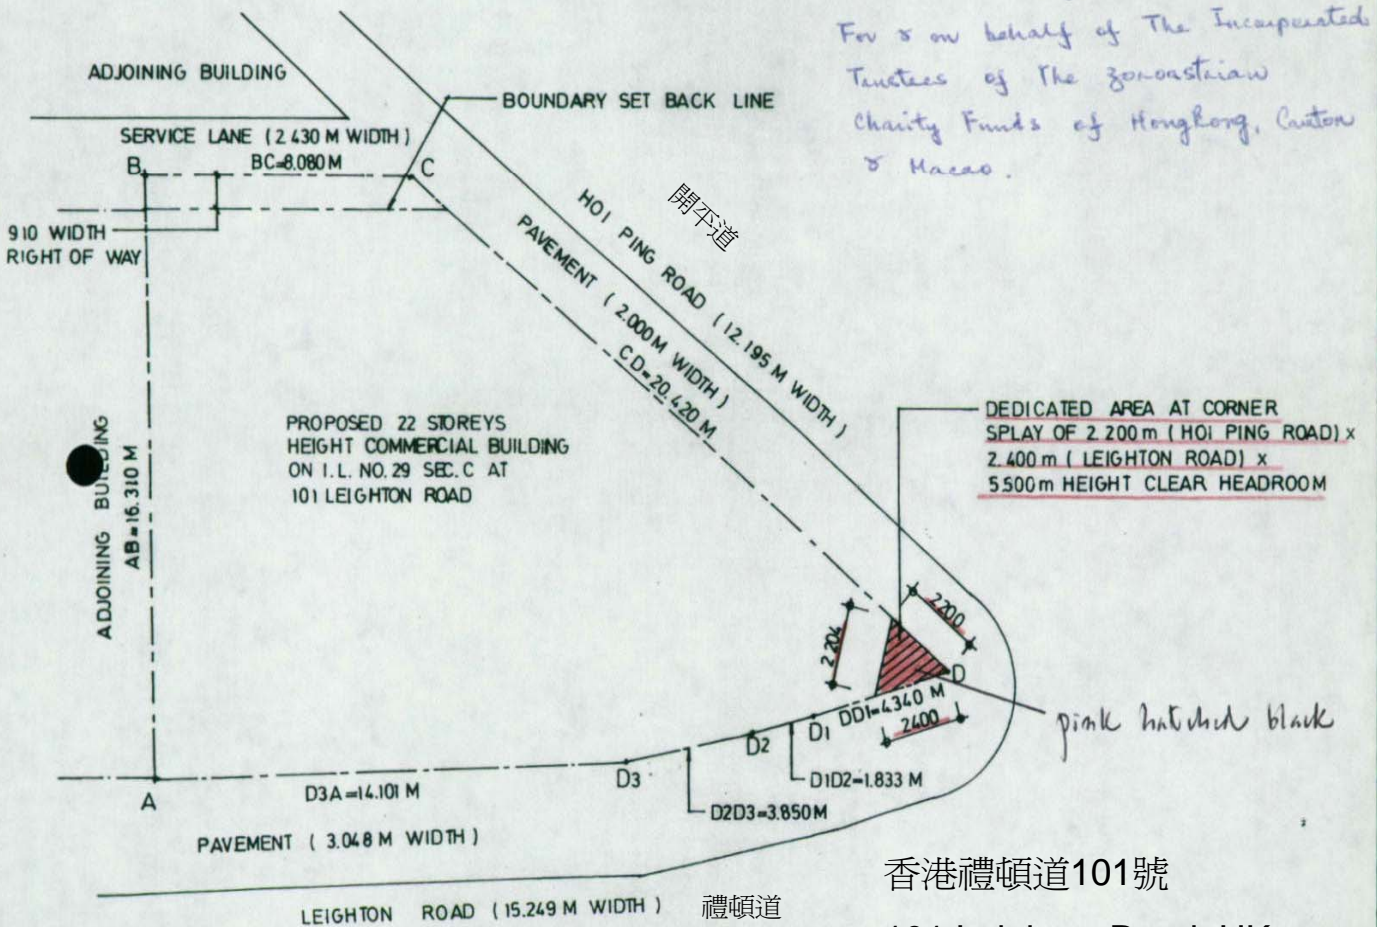 For & on behalf of The Incorporated
Trustees of The Zoroastrian
Charity Funds of HongKong, Canton
& Macao.
ADJOINING BUILDING
BOUNDARY SET BACK LINE
SERVICE LANE ( 2 430 M WIDTH )
B
BC=8.080 M
C
910 WIDTH
RIGHT OF WAY
HOI PING ROAD ( 12.195 M WIDTH )
開平道
PAVEMENT ( 2.000M WIDTH )
CD=20.420 M
ADJOINING BUILDING
AB=16.310 M
PROPOSED 22 STOREYS
HEIGHT COMMERCIAL BUILDING
ON I.L. NO. 29 SEC. C AT
101 LEIGHTON ROAD
DEDICATED AREA AT CORNER
SPLAY OF 2.200 m ( HOI PING ROAD ) x
2.400 m ( LEIGHTON ROAD ) x
5.500 m HEIGHT CLEAR HEADROOM
2200
2 204
D
DD1=4.340 M
2400
pink hatched black
D1
D2
D3
D1D2=1.833 M
D2D3=3.850M
A
D3A=14.101 M
PAVEMENT ( 3.048 M WIDTH )
LEIGHTON ROAD ( 15.249 M WIDTH )
禮頓道
香港禮頓道101號